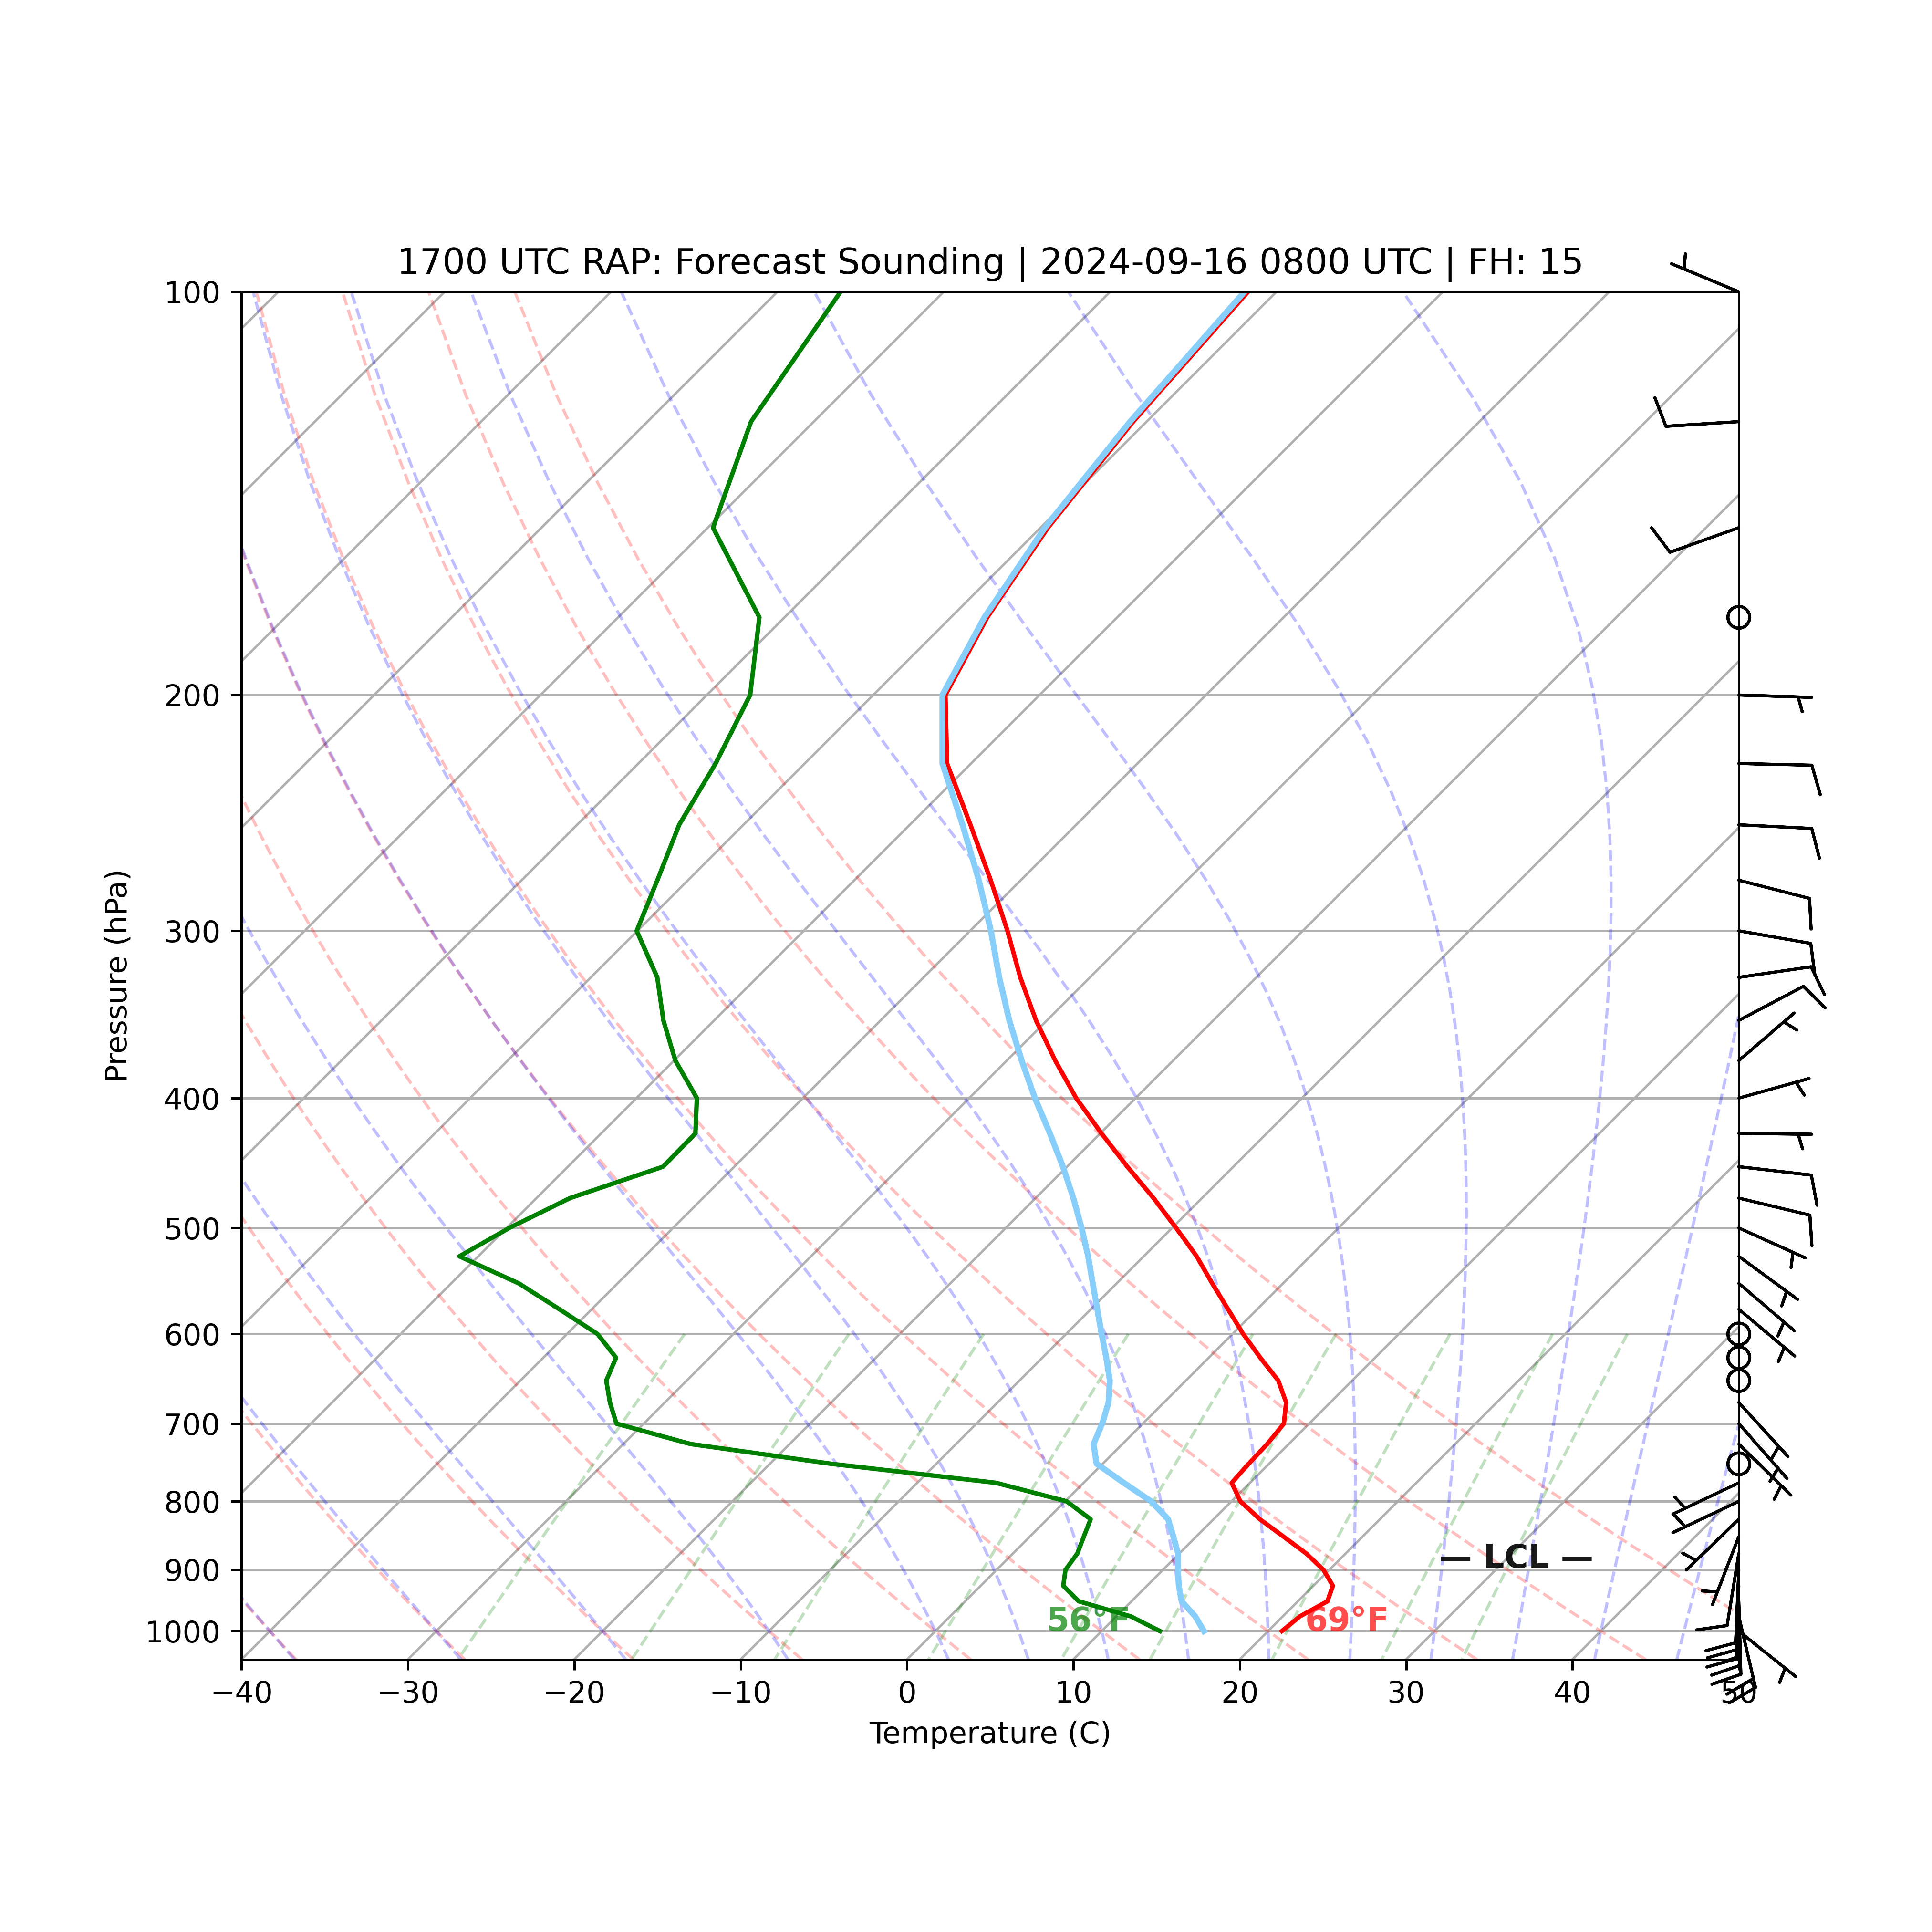 1700 UTC RAP: Forecast Sounding | 2024-09-16 0800 UTC | FH: 15
100
200
300
400
500
600
700
800
900
1000
Pressure (hPa)
— LCL —
56°F
69°F
−40 −30 −20 −10 0 10 20 30 40 50
Temperature (C)